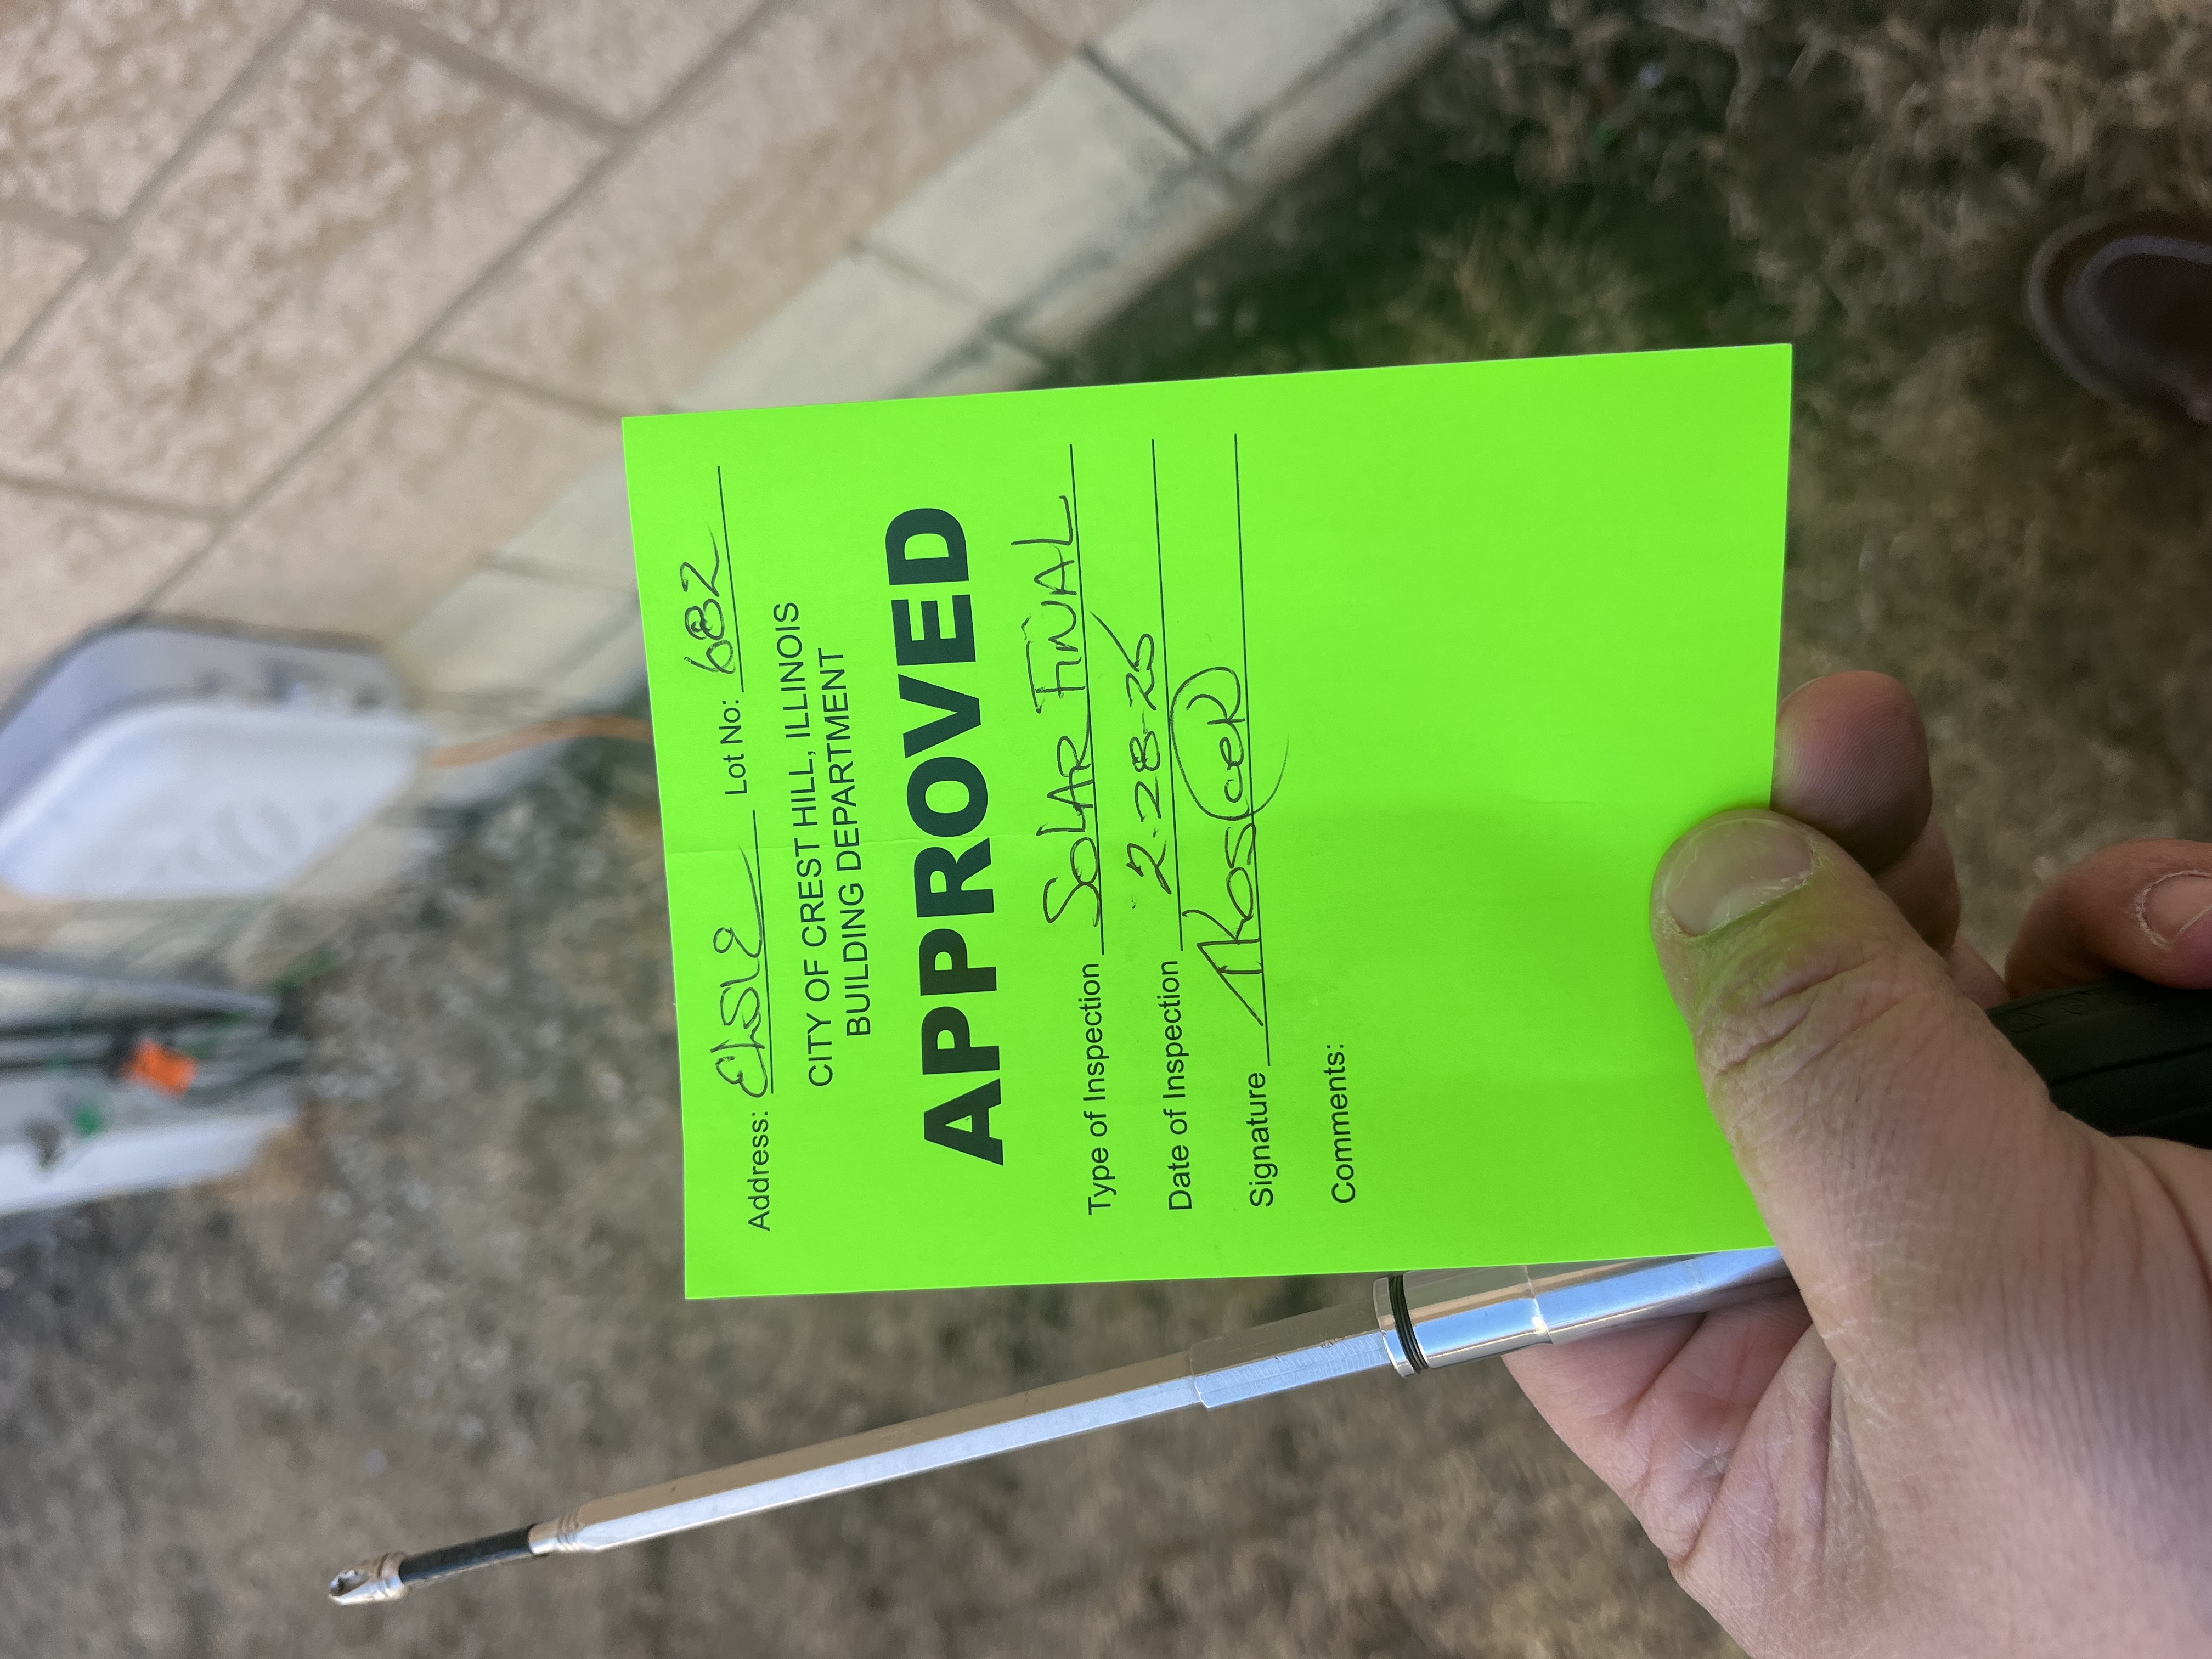 Address: ELSIE Lot No: 682
CITY OF CREST HILL, ILLINOIS
BUILDING DEPARTMENT
APPROVED
Type of Inspection SOLAR FINAL
Date of Inspection 2-28-25
Signature
Comments: